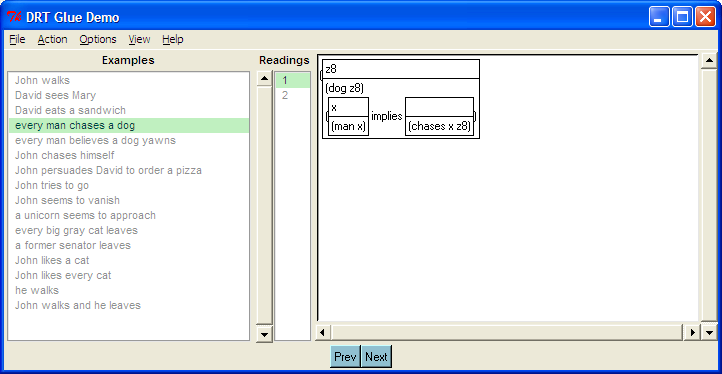 DRT Glue Demo
File Action Options View Help
Examples
John walks
David sees Mary
David eats a sandwich
every man chases a dog
every man believes a dog yawns
John chases himself
John persuades David to order a pizza
John tries to go
John seems to vanish
a unicorn seems to approach
every big gray cat leaves
a former senator leaves
John likes a cat
John likes every cat
he walks
John walks and he leaves
Readings
1
2
z8
(dog z8)
x
(man x)
implies
(chases x z8)
Prev Next